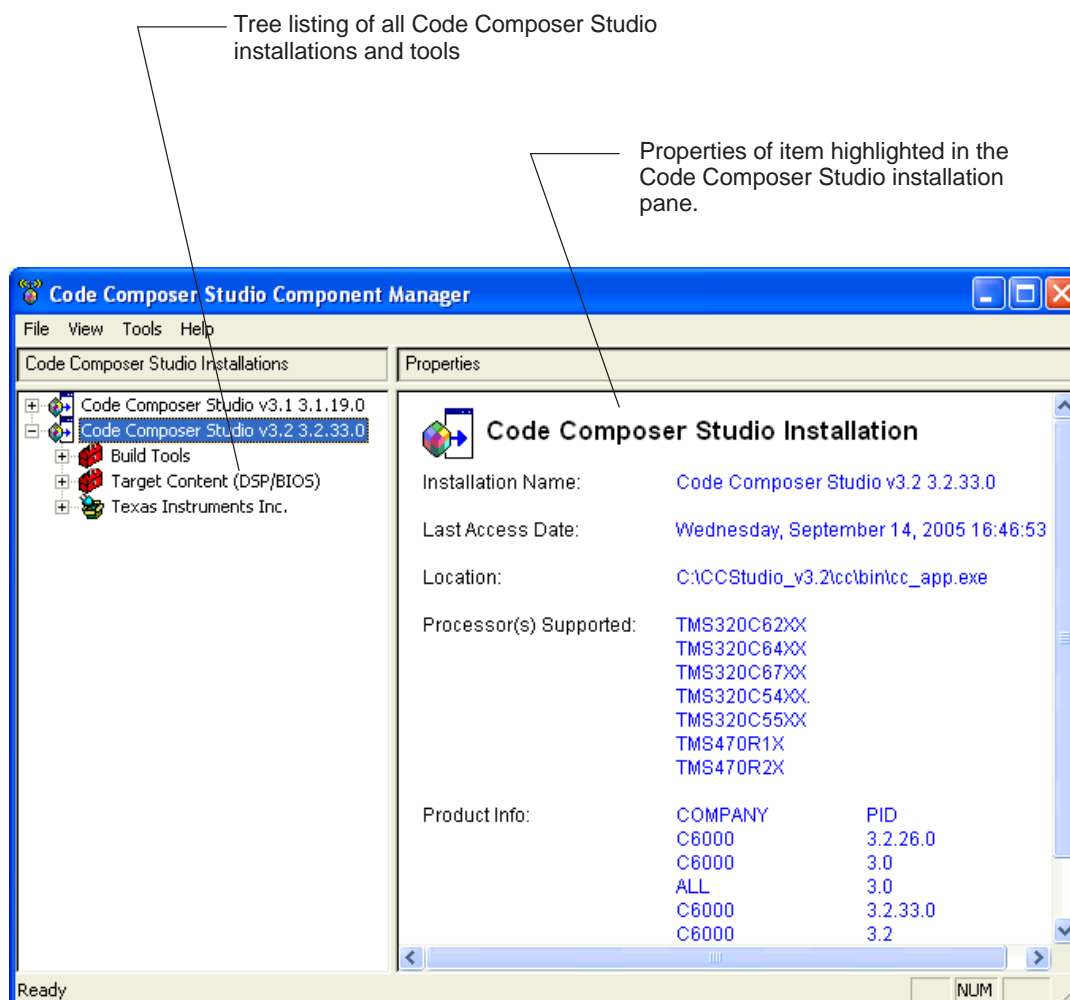 Tree listing of all Code Composer Studio
installations and tools
Properties of item highlighted in the
Code Composer Studio installation
pane.
Code Composer Studio Component Manager
File View Tools Help
Code Composer Studio Installations
Properties
Code Composer Studio v3.1 3.1.19.0
Code Composer Studio v3.2 3.2.33.0
Build Tools
Target Content (DSP/BIOS)
Texas Instruments Inc.
Code Composer Studio Installation
Installation Name: Code Composer Studio v3.2 3.2.33.0
Last Access Date: Wednesday, September 14, 2005 16:46:53
Location: C:\CCStudio_v3.2\cc\bin\cc_app.exe
Processor(s) Supported: TMS320C62XX
TMS320C64XX
TMS320C67XX
TMS320C54XX.
TMS320C55XX
TMS470R1X
TMS470R2X
Product Info: COMPANY PID
C6000 3.2.26.0
C6000 3.0
ALL 3.0
C6000 3.2.33.0
C6000 3.2
Ready NUM